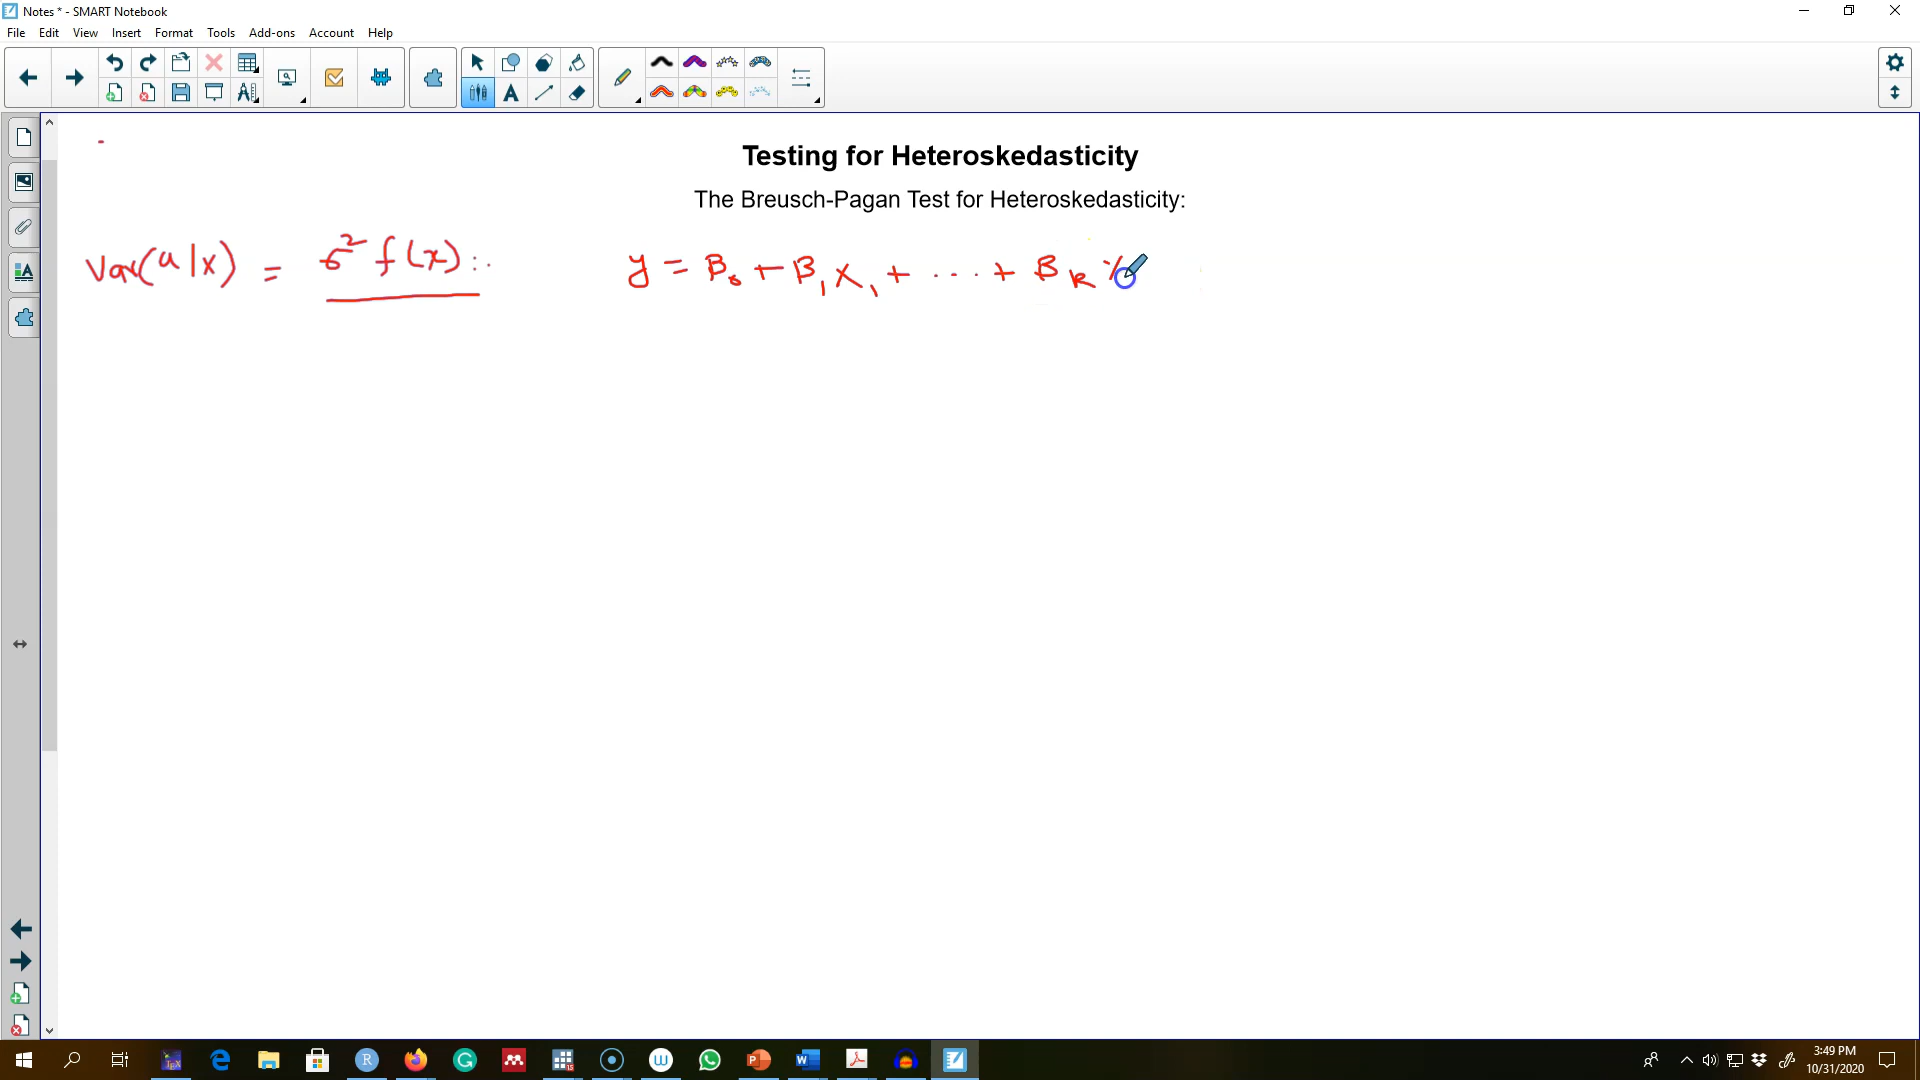 Notes * - SMART Notebook
File Edit View Insert Format Tools Add-ons Account Help
Testing for Heteroskedasticity
The Breusch-Pagan Test for Heteroskedasticity:
Var(u|x) = σ² f(x)
y = β₀ + β₁x₁ + ... + βₖ
3:49 PM
10/31/2020